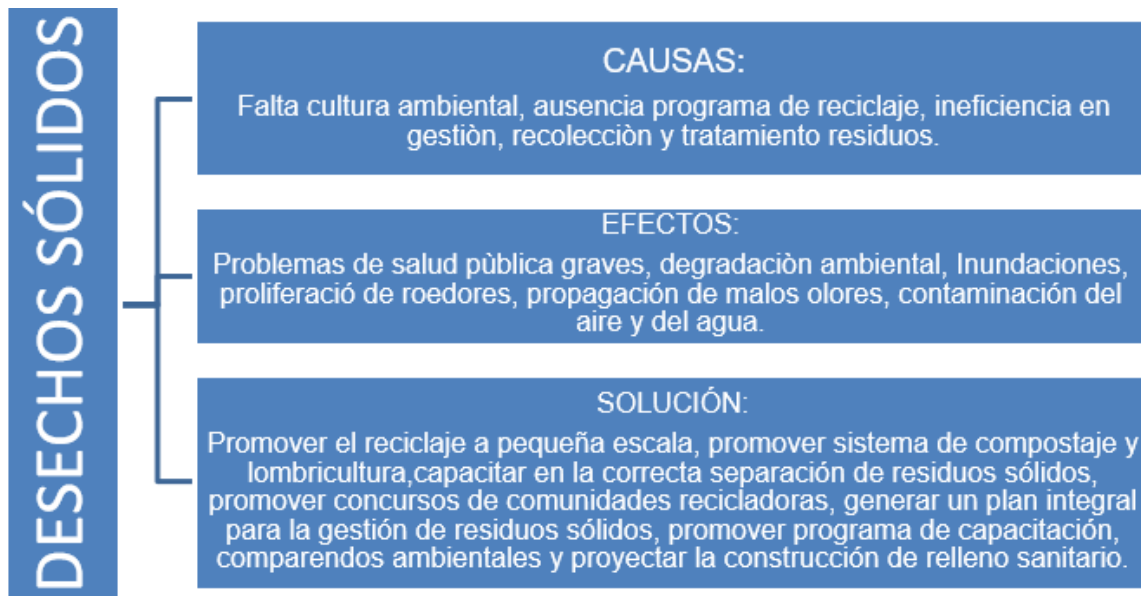 DESECHOS SÓLIDOS
CAUSAS:
Falta cultura ambiental, ausencia programa de reciclaje, ineficiencia en
gestiòn, recolecciòn y tratamiento residuos.
EFECTOS:
Problemas de salud pùblica graves, degradaciòn ambiental, Inundaciones,
proliferació de roedores, propagación de malos olores, contaminación del
aire y del agua.
SOLUCIÓN:
Promover el reciclaje a pequeña escala, promover sistema de compostaje y
lombricultura,capacitar en la correcta separación de residuos sólidos,
promover concursos de comunidades recicladoras, generar un plan integral
para la gestión de residuos sólidos, promover programa de capacitación,
comparendos ambientales y proyectar la construcción de relleno sanitario.